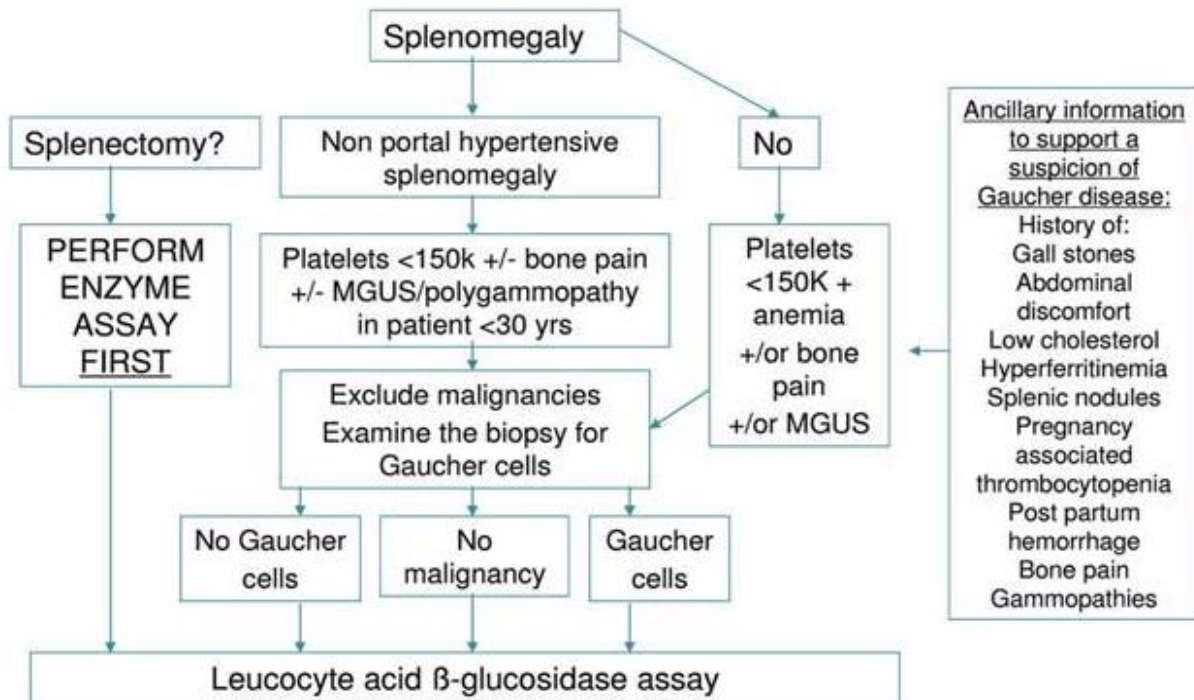 Splenomegaly
Splenectomy?
PERFORM
ENZYME
ASSAY
FIRST
Non portal hypertensive
splenomegaly
Platelets <150k +/- bone pain
+/- MGUS/polygammopathy
in patient <30 yrs
No
Platelets
<150K +
anemia
+/or bone
pain
+/or MGUS
Exclude malignancies
Examine the biopsy for
Gaucher cells
No Gaucher
cells
No
malignancy
Gaucher
cells
Leucocyte acid ß-glucosidase assay
Ancillary information
to support a
suspicion of
Gaucher disease:
History of:
Gall stones
Abdominal
discomfort
Low cholesterol
Hyperferritinemia
Splenic nodules
Pregnancy
associated
thrombocytopenia
Post partum
hemorrhage
Bone pain
Gammopathies